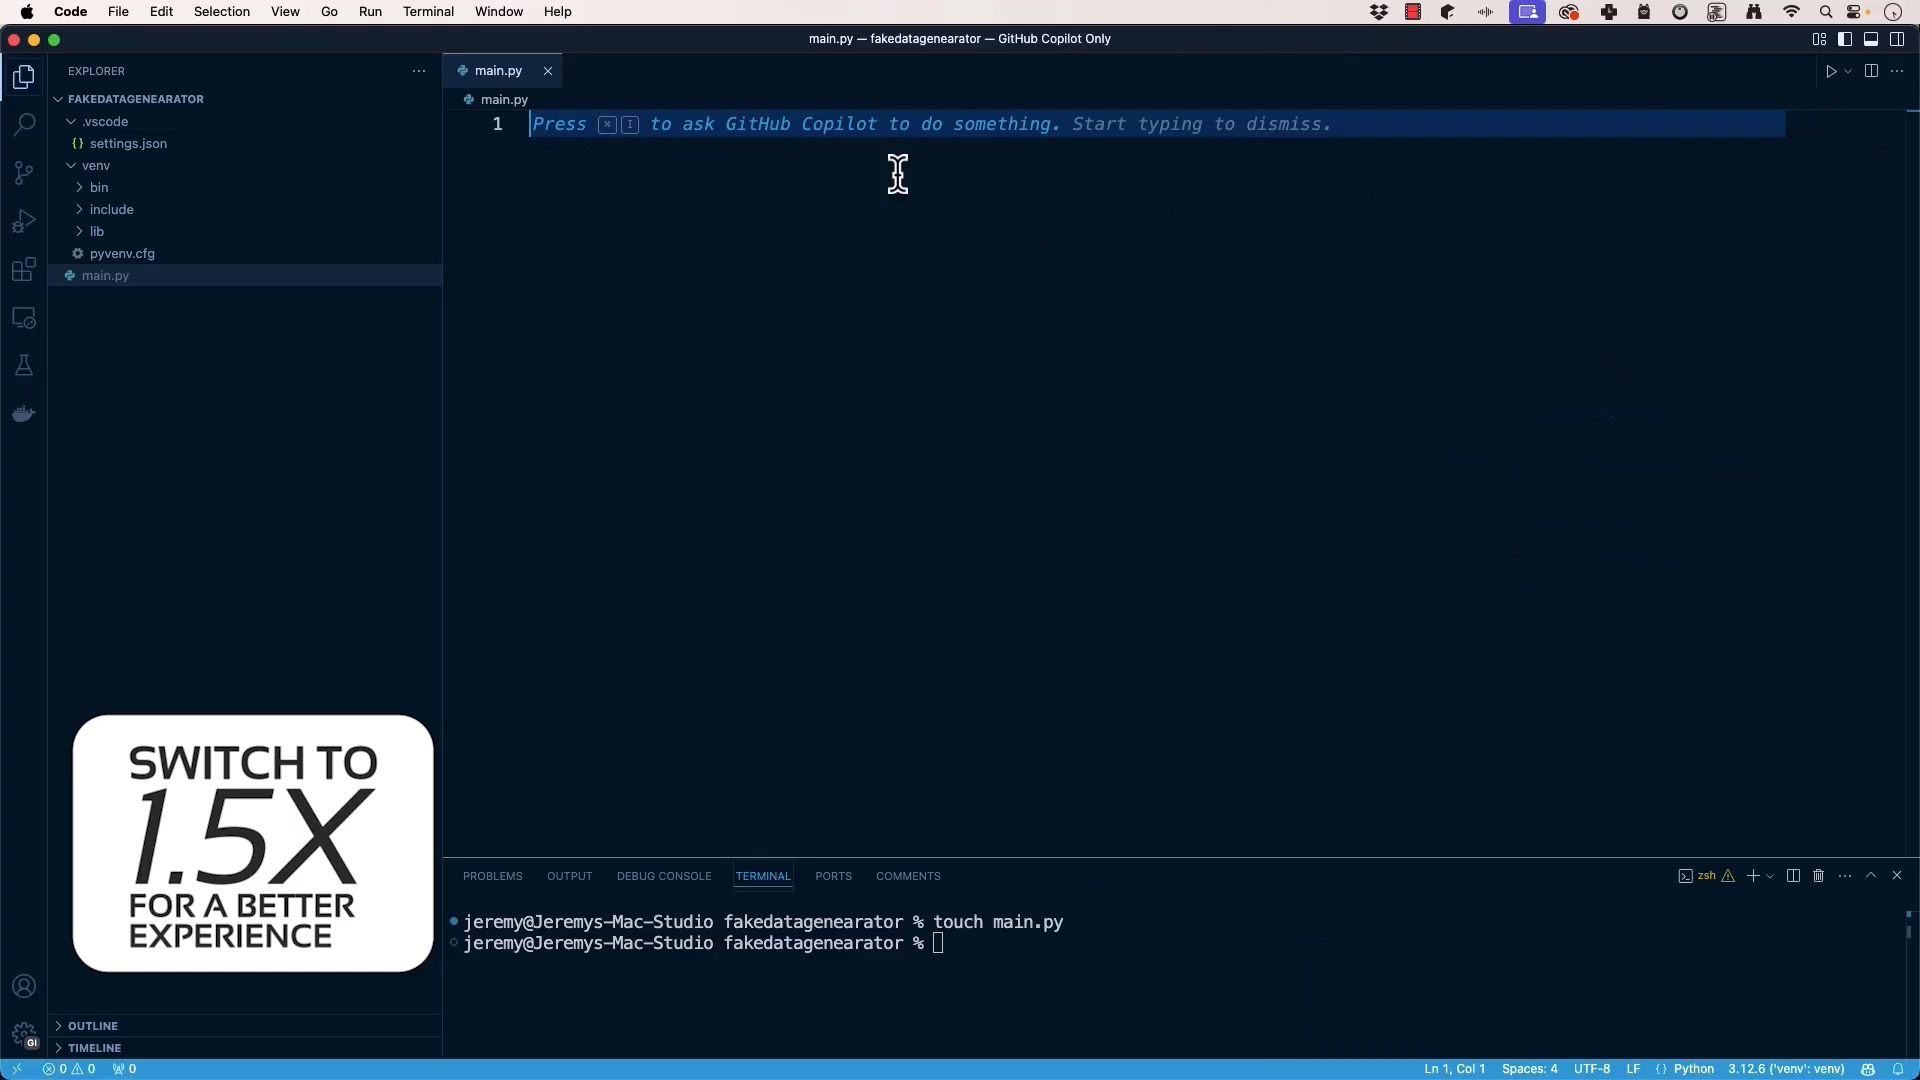 Code File Edit Selection View Go Run Terminal Window Help
main.py — fakedatagenearator — GitHub Copilot Only
EXPLORER
FAKEDATAGENEARATOR
.vscode
{} settings.json
venv
bin
include
lib
pyvenv.cfg
main.py
main.py
main.py
1 Press ⌘ I to ask GitHub Copilot to do something. Start typing to dismiss.
SWITCH TO
1.5X
FOR A BETTER
EXPERIENCE
PROBLEMS OUTPUT DEBUG CONSOLE TERMINAL PORTS COMMENTS
zsh
jeremy@Jeremys-Mac-Studio fakedatagenearator % touch main.py
jeremy@Jeremys-Mac-Studio fakedatagenearator %
OUTLINE
TIMELINE
GI
0 0 0
Ln 1, Col 1 Spaces: 4 UTF-8 LF {} Python 3.12.6 ('venv': venv)